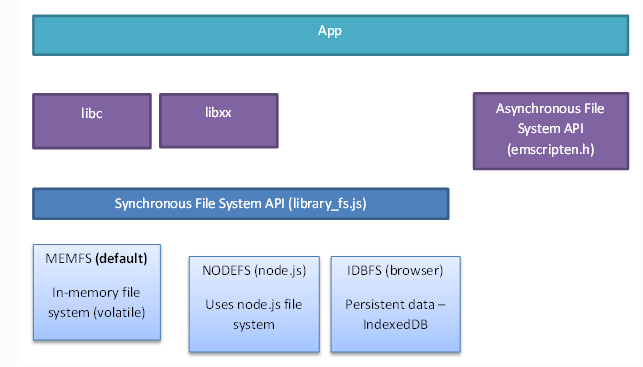 App
libc
libxx
Asynchronous File
System API
(emscripten.h)
Synchronous File System API (library_fs.js)
MEMFS (default)
In-memory file
system (volatile)
NODEFS (node.js)
Uses node.js file
system
IDBFS (browser)
Persistent data –
IndexedDB